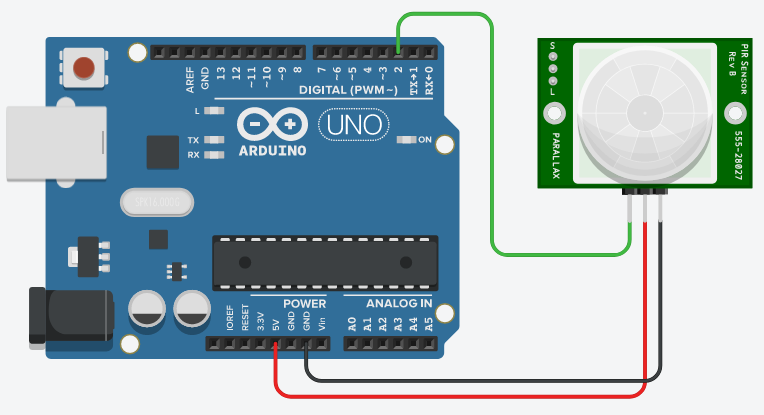 AREF
GND
13
12
~11
~10
~9
8
7
~6
~5
4
~3
2
TX→1
RX←0
DIGITAL (PWM~)
L
TX
RX
UNO
ARDUINO
ON
POWER
ANALOG IN
IOREF
RESET
3.3V
5V
GND
GND
Vin
A0
A1
A2
A3
A4
A5
S
L
PIR SENSOR
REV B
PARALLAX
555-28027